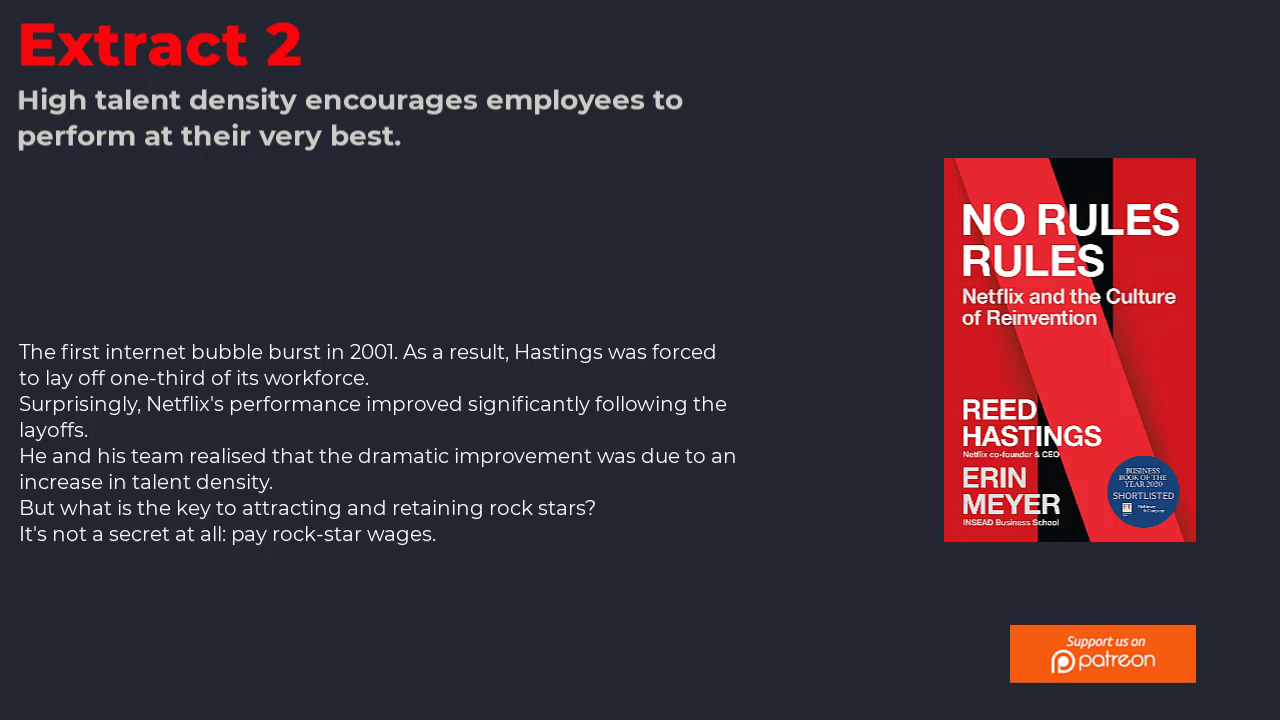 Extract 2
High talent density encourages employees to
perform at their very best.
The first internet bubble burst in 2001. As a result, Hastings was forced
to lay off one-third of its workforce.
Surprisingly, Netflix's performance improved significantly following the
layoffs.
He and his team realised that the dramatic improvement was due to an
increase in talent density.
But what is the key to attracting and retaining rock stars?
It's not a secret at all: pay rock-star wages.
NO RULES
RULES
Netflix and the Culture
of Reinvention
REED
HASTINGS
Netflix co-founder & CEO
ERIN
MEYER
INSEAD Business School
BUSINESS
BOOK OF THE
YEAR 2020
SHORTLISTED
FT
Support us on
patreon